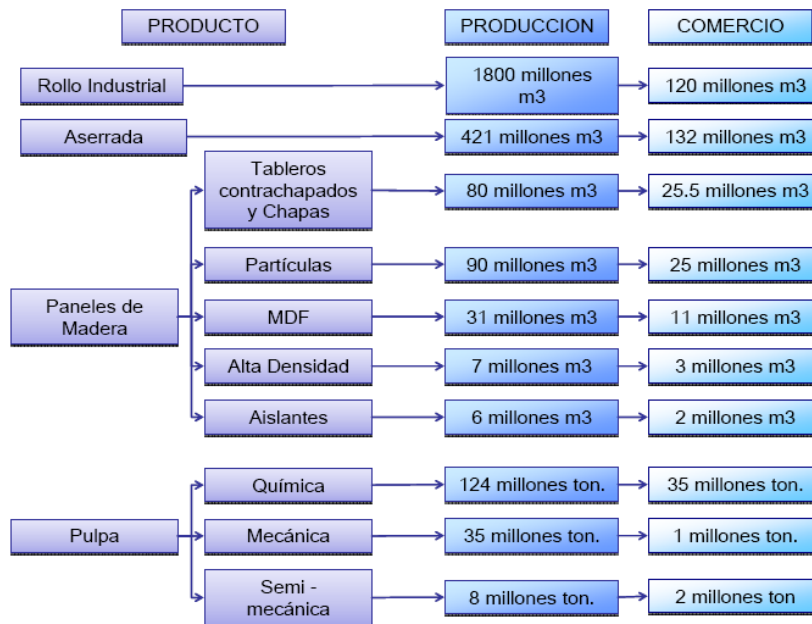 PRODUCTO
PRODUCCION
COMERCIO
Rollo Industrial
1800 millones
m3
120 millones m3
Aserrada
421 millones m3
132 millones m3
Tableros
contrachapados
y Chapas
80 millones m3
25.5 millones m3
Paneles de
Madera
Partículas
90 millones m3
25 millones m3
MDF
31 millones m3
11 millones m3
Alta Densidad
7 millones m3
3 millones m3
Aislantes
6 millones m3
2 millones m3
Pulpa
Química
124 millones ton.
35 millones ton.
Mecánica
35 millones ton.
1 millones ton.
Semi -
mecánica
8 millones ton.
2 millones ton